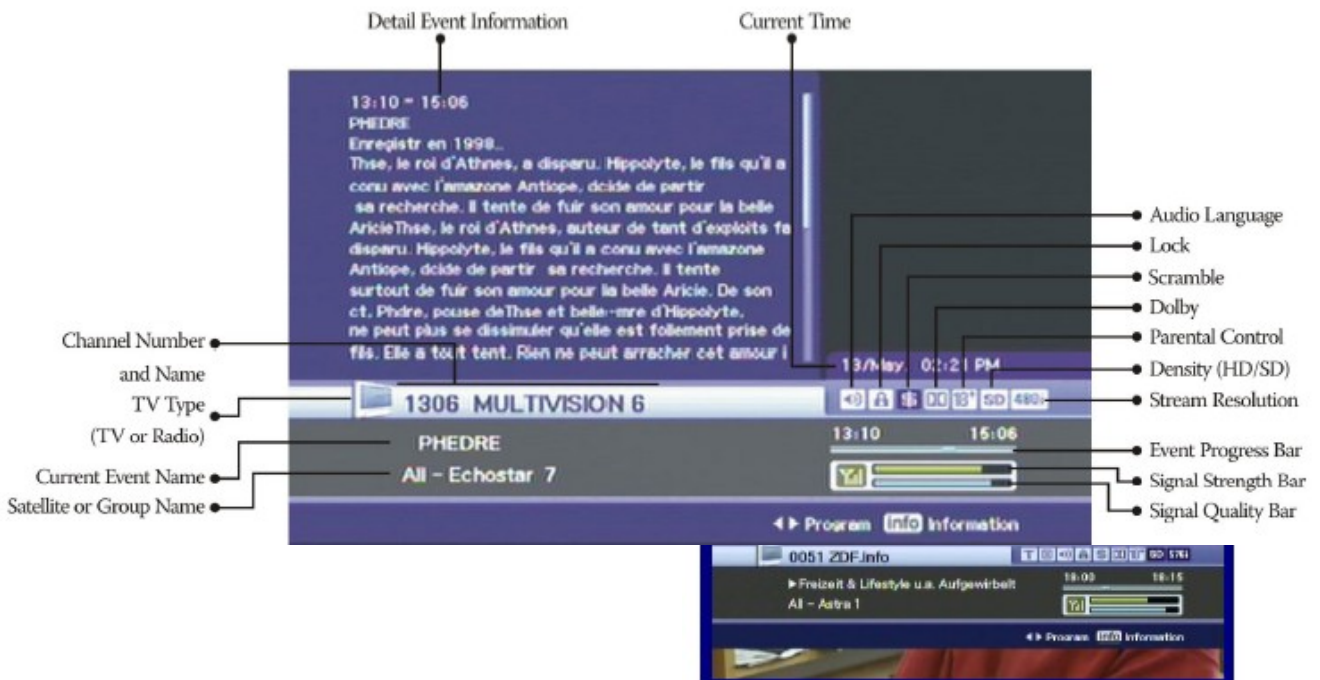 Detail Event Information
Current Time
13:10 - 15:06
PHEDRE
Enregistr en 1998..
Thse, le roi d'Athnes, a disparu. Hippolyte, le fils qu'il a
conu avec l'amazone Antiope, dcide de partir
sa recherche. Il tente de fuir son amour pour la belle
AricieThse, le roi d'Athnes, auteur de tant d'exploits fa
disparu. Hippolyte, le fils qu'il a conu avec l'amazone
Antiope, dcide de partir sa recherche. Il tente
surtout de fuir son amour pour la belle Aricie. De son
ct, Phdre, pouse deThse et belle--mre d'Hippolyte,
ne peut plus se dissimuler qu'elle est follement prise de
fils. Elle a tout tent. Rien ne peut arracher cet amour i
Audio Language
Lock
Scramble
Dolby
Parental Control
Density (HD/SD)
Stream Resolution
Event Progress Bar
Signal Strength Bar
Signal Quality Bar
Channel Number
and Name
TV Type
(TV or Radio)
Current Event Name
Satellite or Group Name
13/May. 02:21 PM
1306 MULTIVISION 6
$ 18+ SD 480i
PHEDRE
13:10 15:06
All - Echostar 7
Program info Information
0051 ZDF.info
T $ 18+ SD 576i
Freizeit & Lifestyle u.a. Aufgewirbelt
18:00 18:15
All - Astra 1
Program info Information